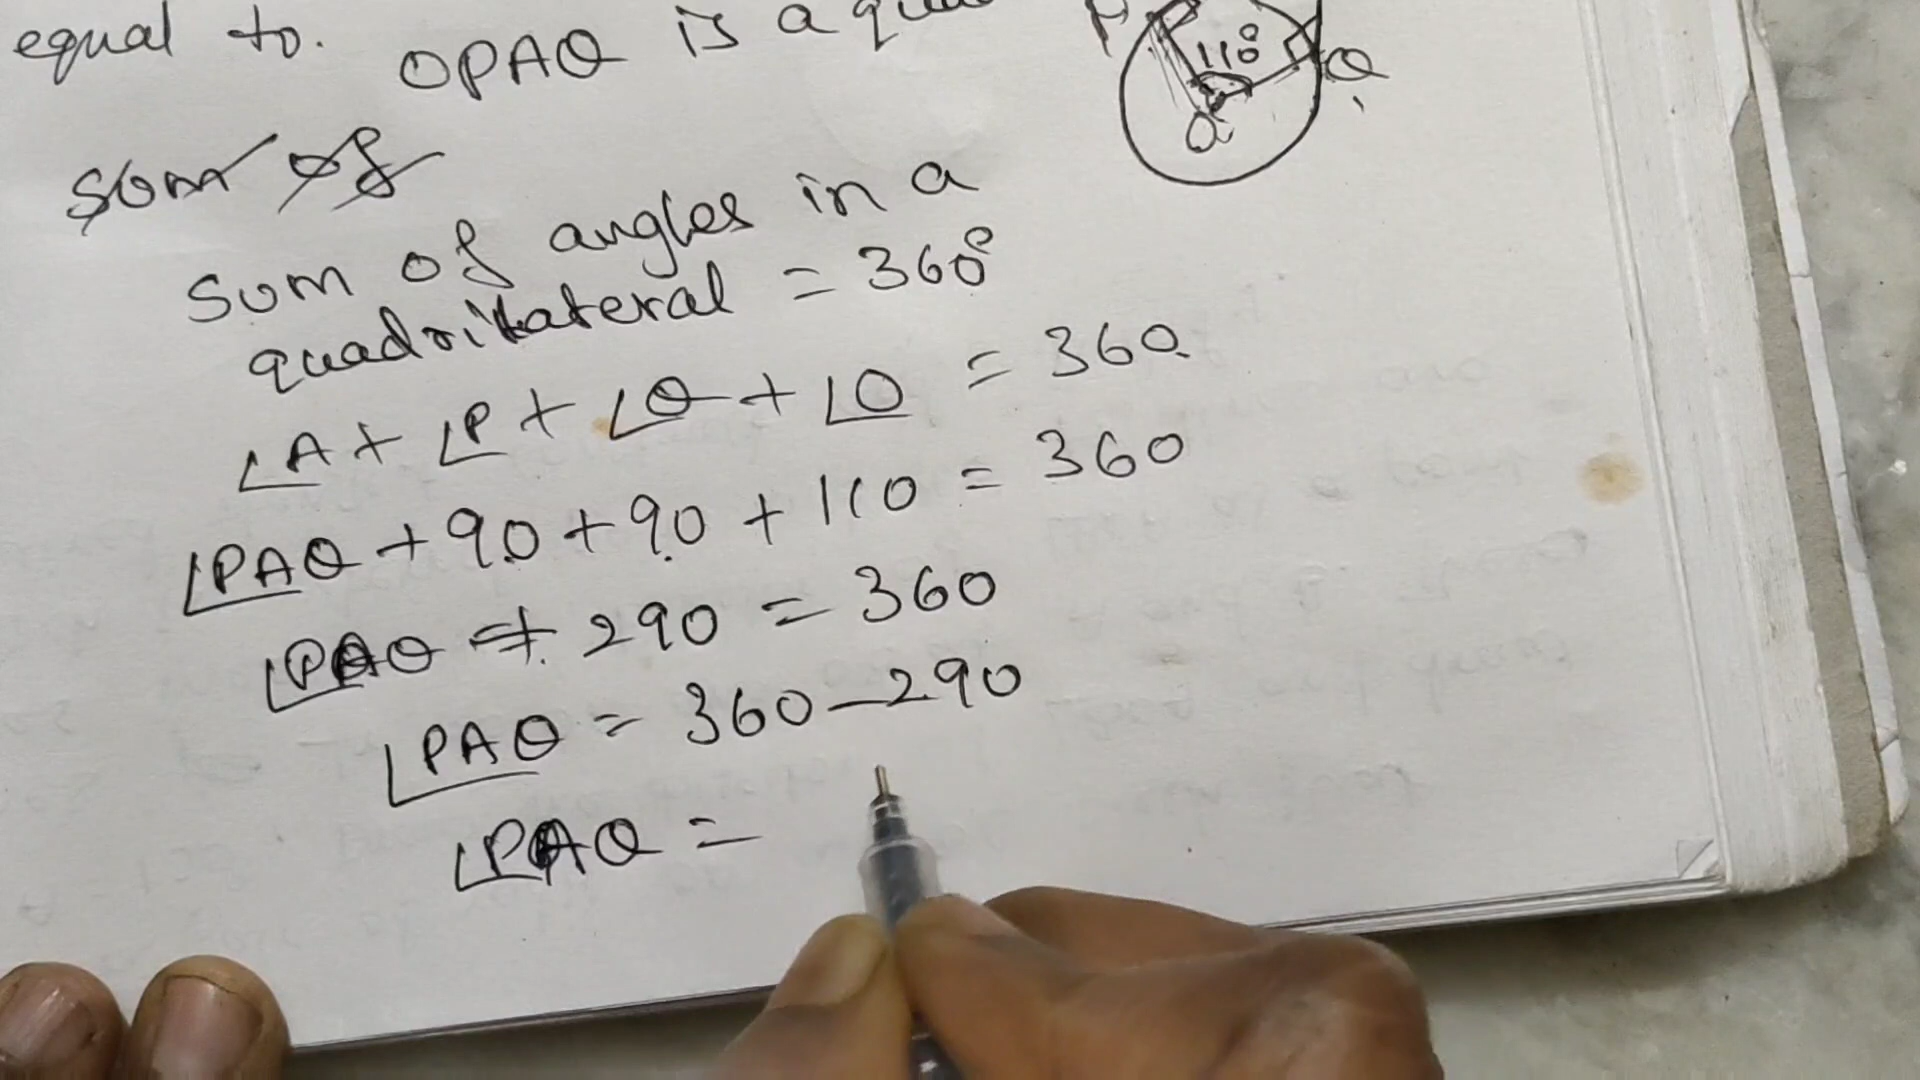 equal to.
OPAQ is a
110°
Q
O
Sum of
Sum of angles in a
quadrilateral = 360°
∠A + ∠P + ∠Q + ∠O = 360.
∠PAQ + 90 + 90 + 110 = 360
∠PAQ + 290 = 360
∠PAQ = 360 - 290
∠PAQ =